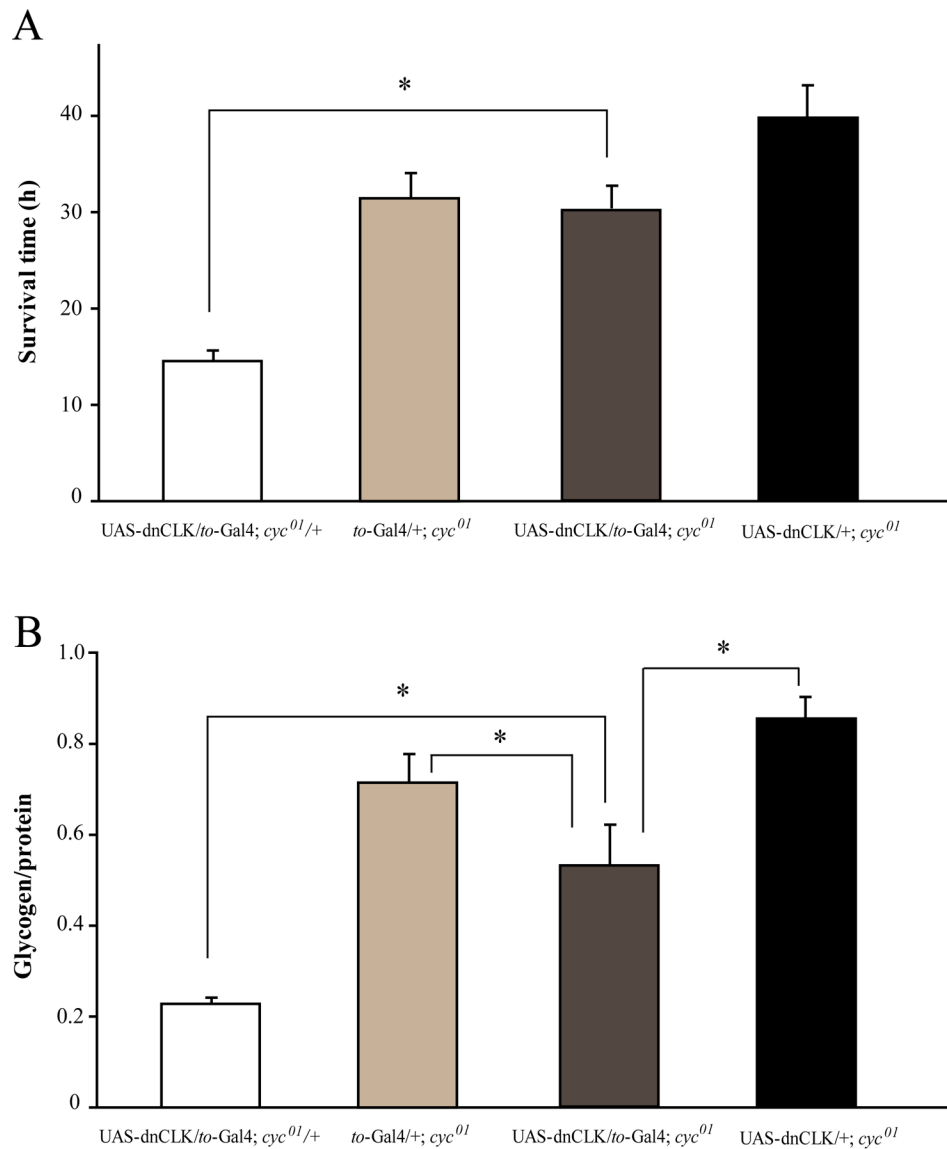 A
*
40
30
20
10
0
Survival time (h)
UAS-dnCLK/to-Gal4; cyc⁰¹/+
to-Gal4/+; cyc⁰¹
UAS-dnCLK/to-Gal4; cyc⁰¹
UAS-dnCLK/+; cyc⁰¹
B
1.0
*
*
*
0.8
0.6
0.4
0.2
0
Glycogen/protein
UAS-dnCLK/to-Gal4; cyc⁰¹/+
to-Gal4/+; cyc⁰¹
UAS-dnCLK/to-Gal4; cyc⁰¹
UAS-dnCLK/+; cyc⁰¹